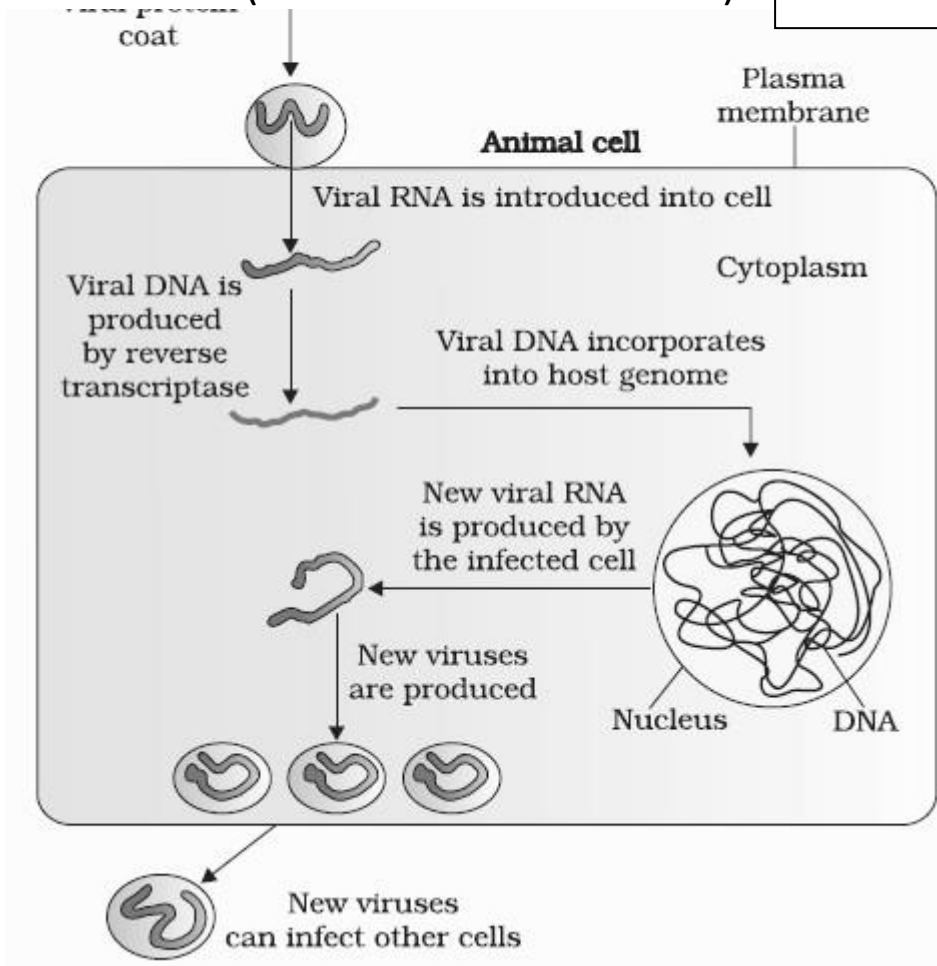 coat
Plasma
membrane
Animal cell
Viral RNA is introduced into cell
Cytoplasm
Viral DNA is
produced
by reverse
transcriptase
Viral DNA incorporates
into host genome
New viral RNA
is produced by
the infected cell
New viruses
are produced
Nucleus
DNA
New viruses
can infect other cells